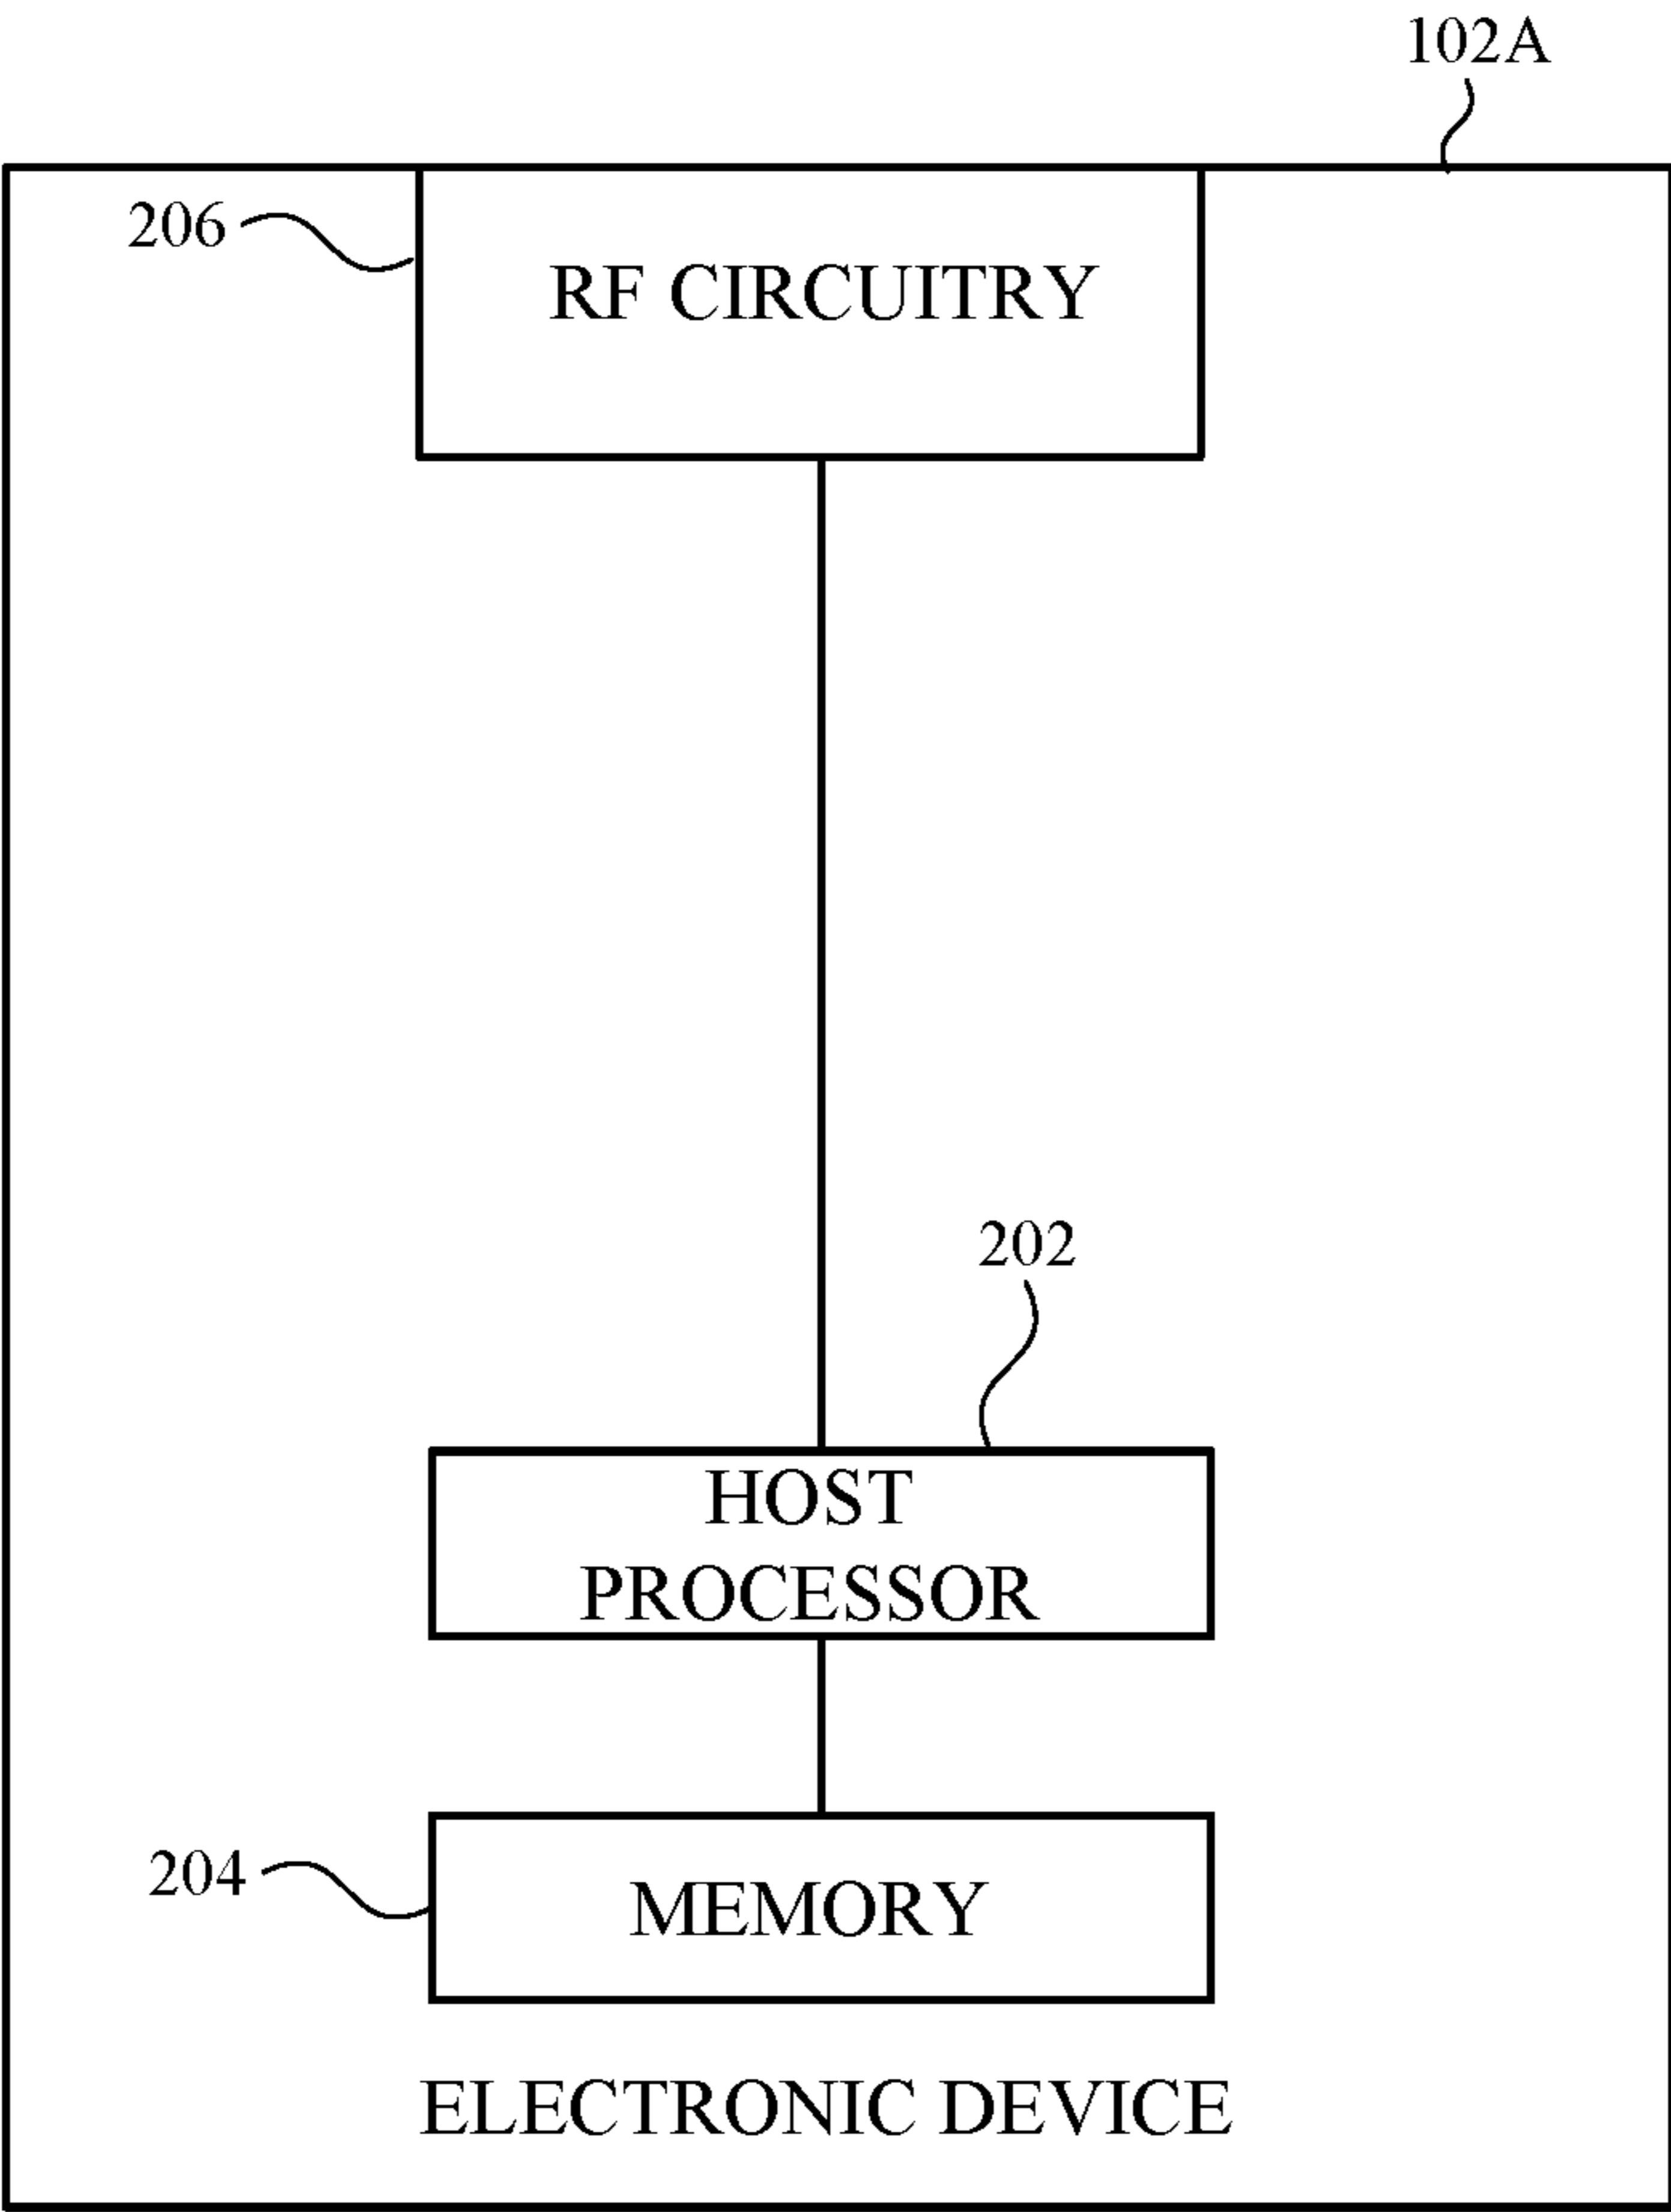 102A
206
RF CIRCUITRY
202
HOST
PROCESSOR
204
MEMORY
ELECTRONIC DEVICE